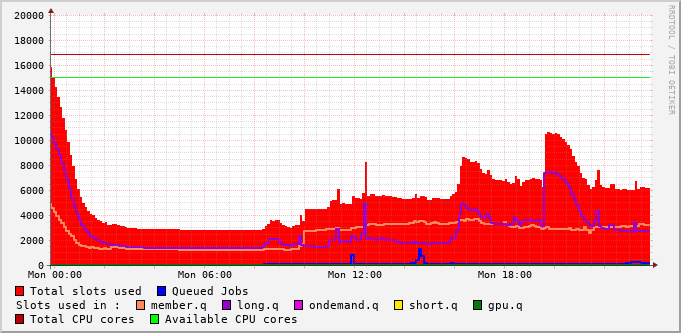 20000
18000
16000
14000
12000
10000
8000
6000
4000
2000
0
Mon 00:00 Mon 06:00 Mon 12:00 Mon 18:00
Total slots used Queued Jobs
Slots used in : member.q long.q ondemand.q short.q gpu.q
Total CPU cores Available CPU cores
RRDTOOL / TOBI OETIKER